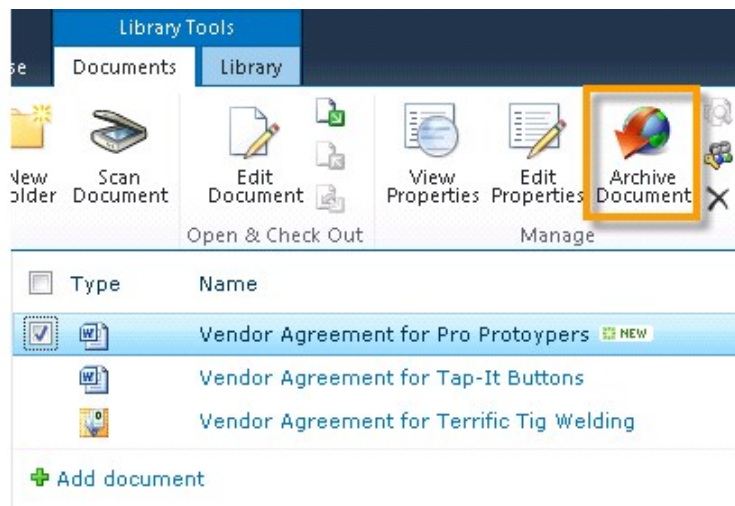 Library Tools
se Documents Library
New Scan Edit View Edit Archive
older Document Document Properties Properties Document
Open & Check Out Manage
Type Name
Vendor Agreement for Pro Protoypers NEW
Vendor Agreement for Tap-It Buttons
Vendor Agreement for Terrific Tig Welding
Add document